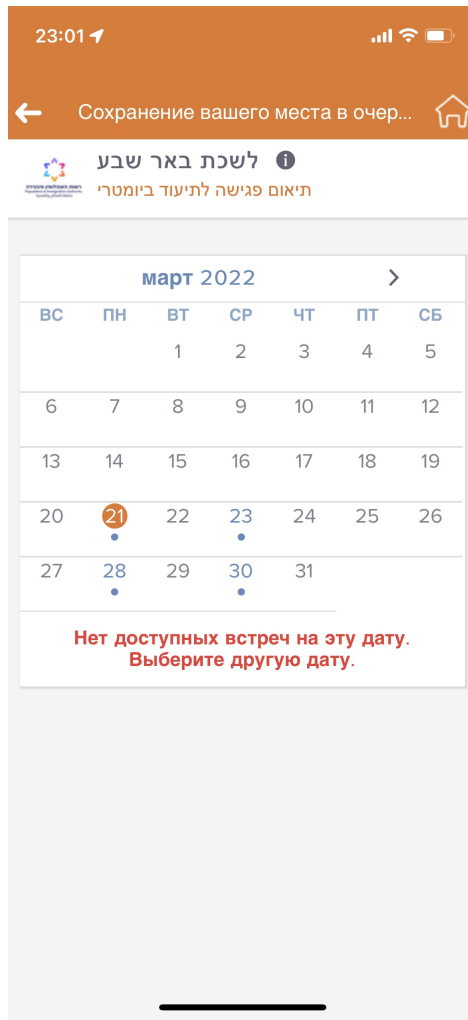 23:01
Сохранение вашего места в очер...
לשכת באר שבע
תיאום פגישה לתיעוד ביומטרי
март 2022
ВС ПН ВТ СР ЧТ ПТ СБ
1 2 3 4 5
6 7 8 9 10 11 12
13 14 15 16 17 18 19
20 21 22 23 24 25 26
27 28 29 30 31
Нет доступных встреч на эту дату.
Выберите другую дату.